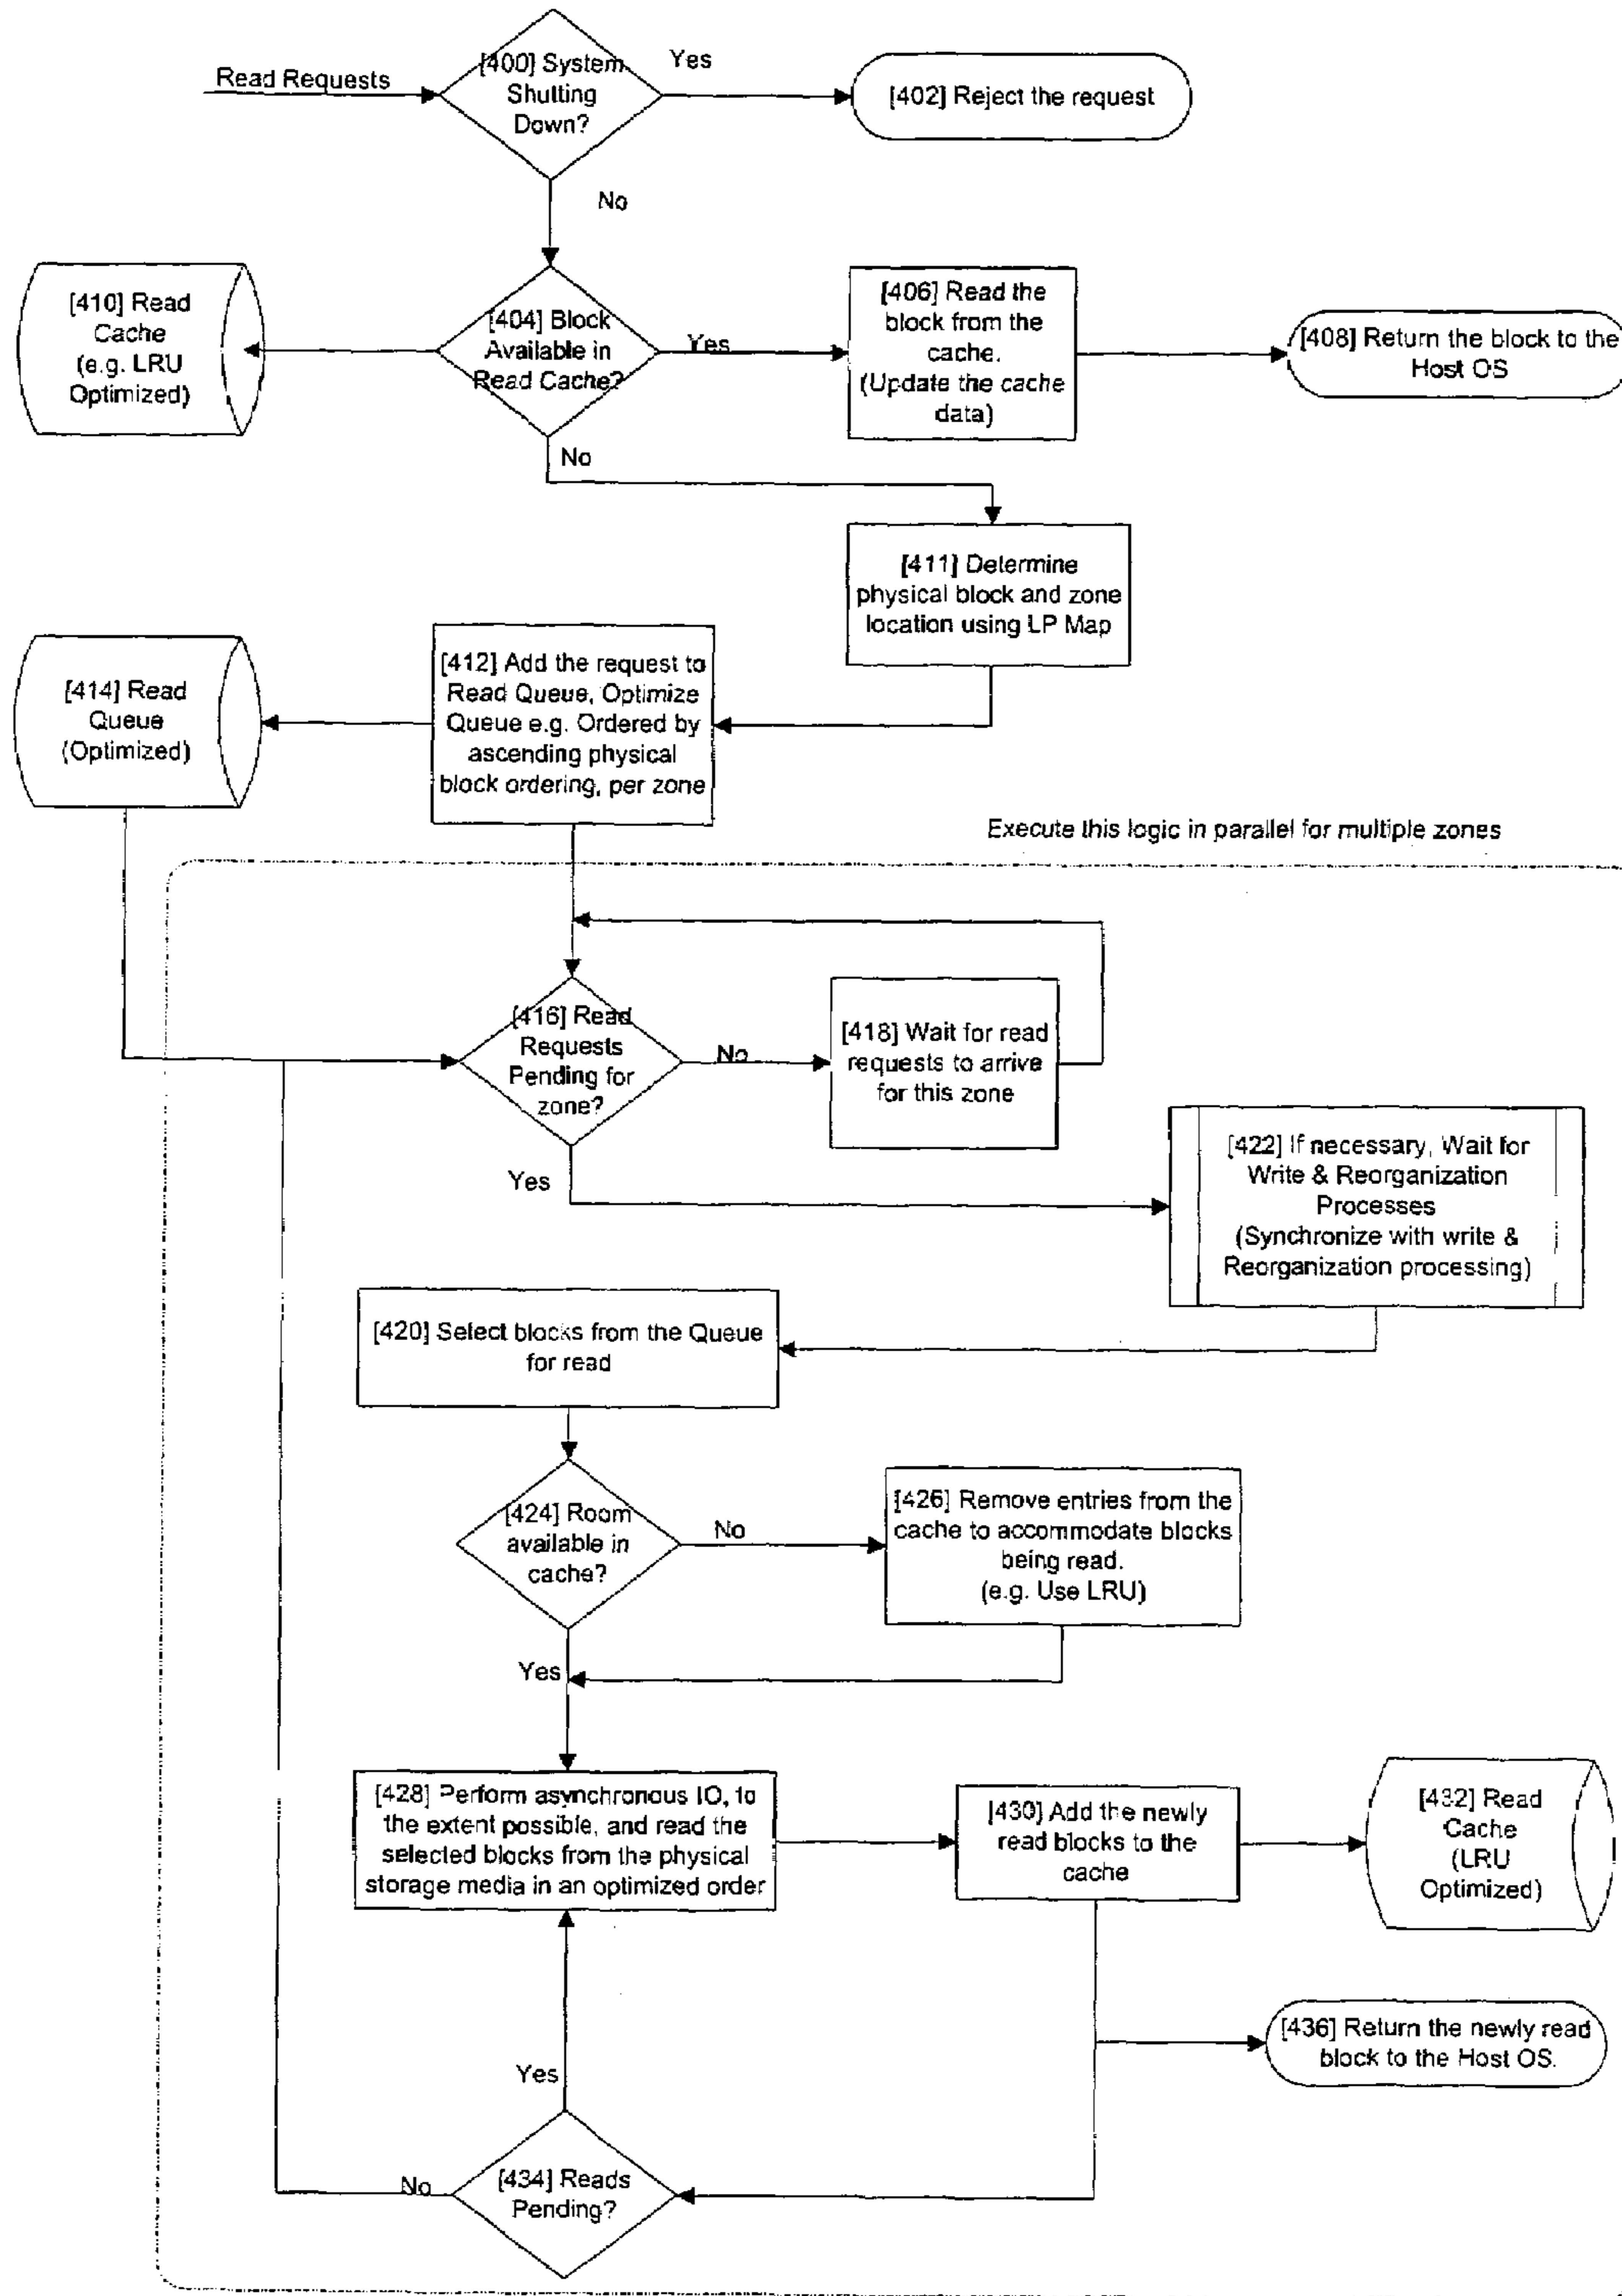 Read Requests
[400] System
Shutting
Down?
Yes
[402] Reject the request
No
[410] Read
Cache
(e.g. LRU
Optimized)
[404] Block
Available in
Read Cache?
Yes
[406] Read the
block from the
cache.
(Update the cache
data)
[408] Return the block to the
Host OS
No
[411] Determine
physical block and zone
location using LP Map
[414] Read
Queue
(Optimized)
[412] Add the request to
Read Queue, Optimize
Queue e.g. Ordered by
ascending physical
block ordering, per zone
Execute this logic in parallel for multiple zones
[416] Read
Requests
Pending for
zone?
No
[418] Wait for read
requests to arrive
for this zone
Yes
[422] If necessary, Wait for
Write & Reorganization
Processes
(Synchronize with write &
Reorganization processing)
[420] Select blocks from the Queue
for read
[424] Room
available in
cache?
No
[426] Remove entries from the
cache to accommodate blocks
being read.
(e.g. Use LRU)
Yes
[428] Perform asynchronous IO, to
the extent possible, and read the
selected blocks from the physical
storage media in an optimized order
[430] Add the newly
read blocks to the
cache
[432] Read
Cache
(LRU
Optimized)
[436] Return the newly read
block to the Host OS.
Yes
[434] Reads
Pending?
No